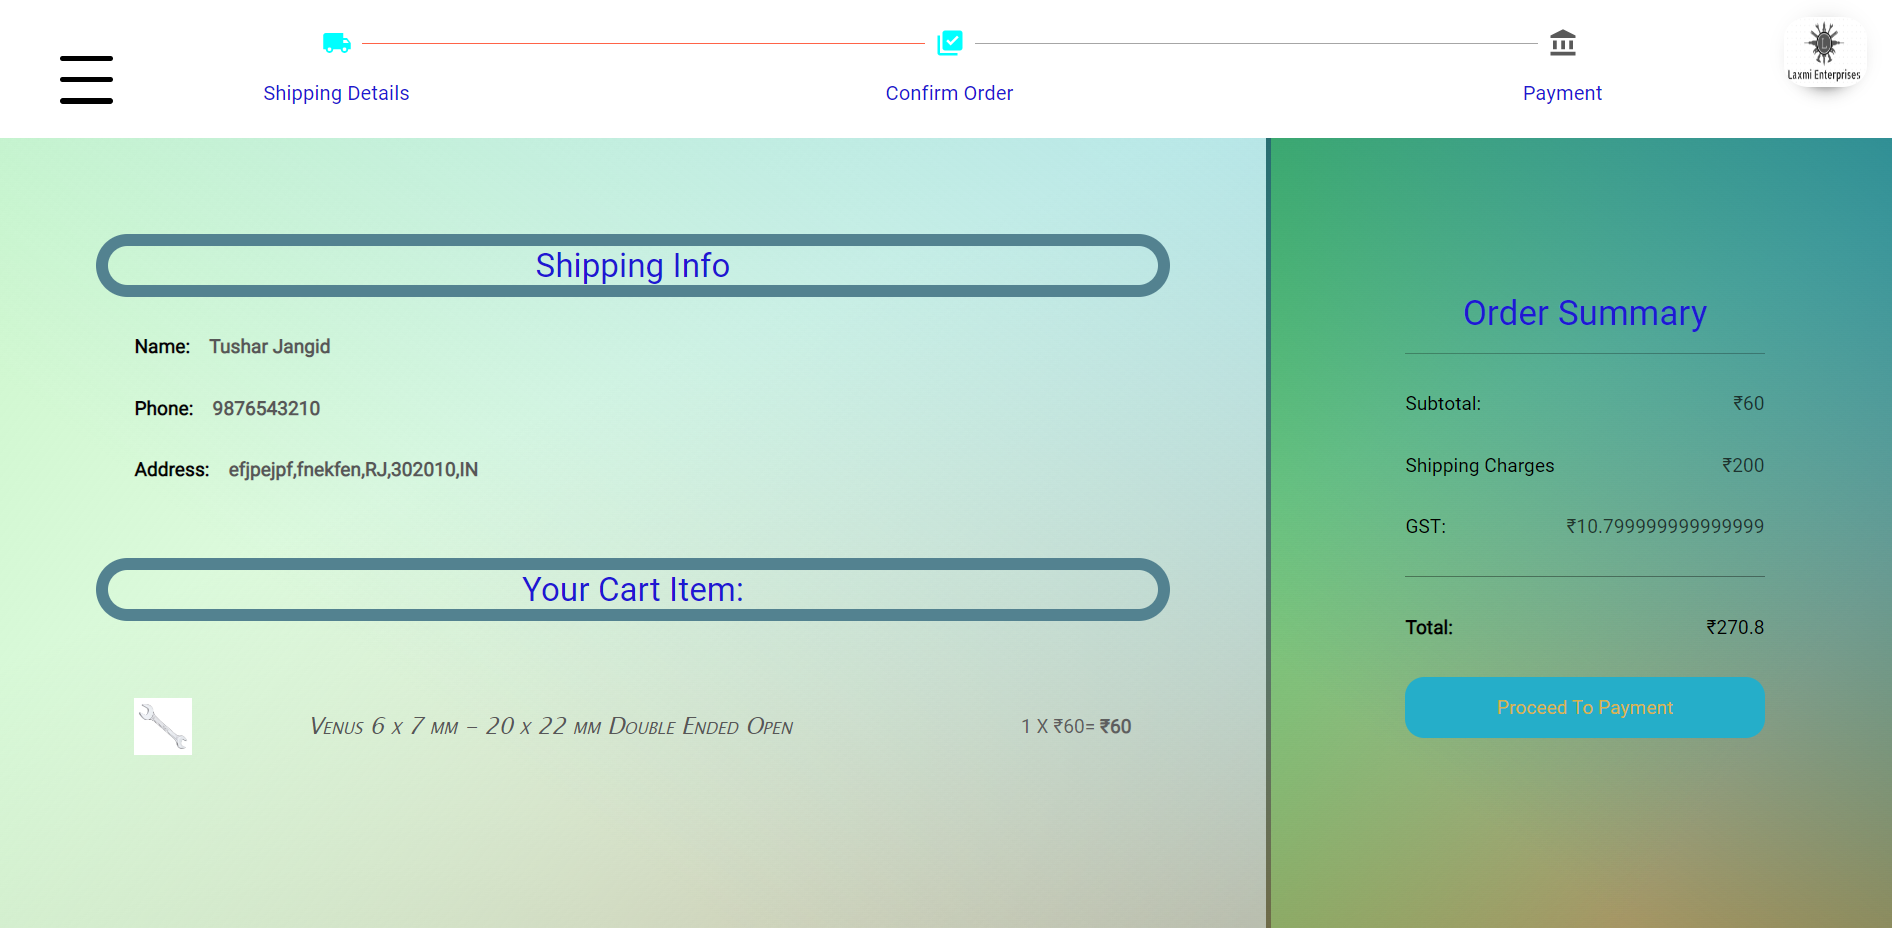 Shipping Details
Confirm Order
Payment
Laxmi Enterprises
Shipping Info
Name: Tushar Jangid
Phone: 9876543210
Address: efjpejpf,fnekfen,RJ,302010,IN
Your Cart Item:
Venus 6 x 7 mm – 20 x 22 mm Double Ended Open
1 X ₹60= ₹60
Order Summary
Subtotal: ₹60
Shipping Charges ₹200
GST: ₹10.799999999999999
Total: ₹270.8
Proceed To Payment